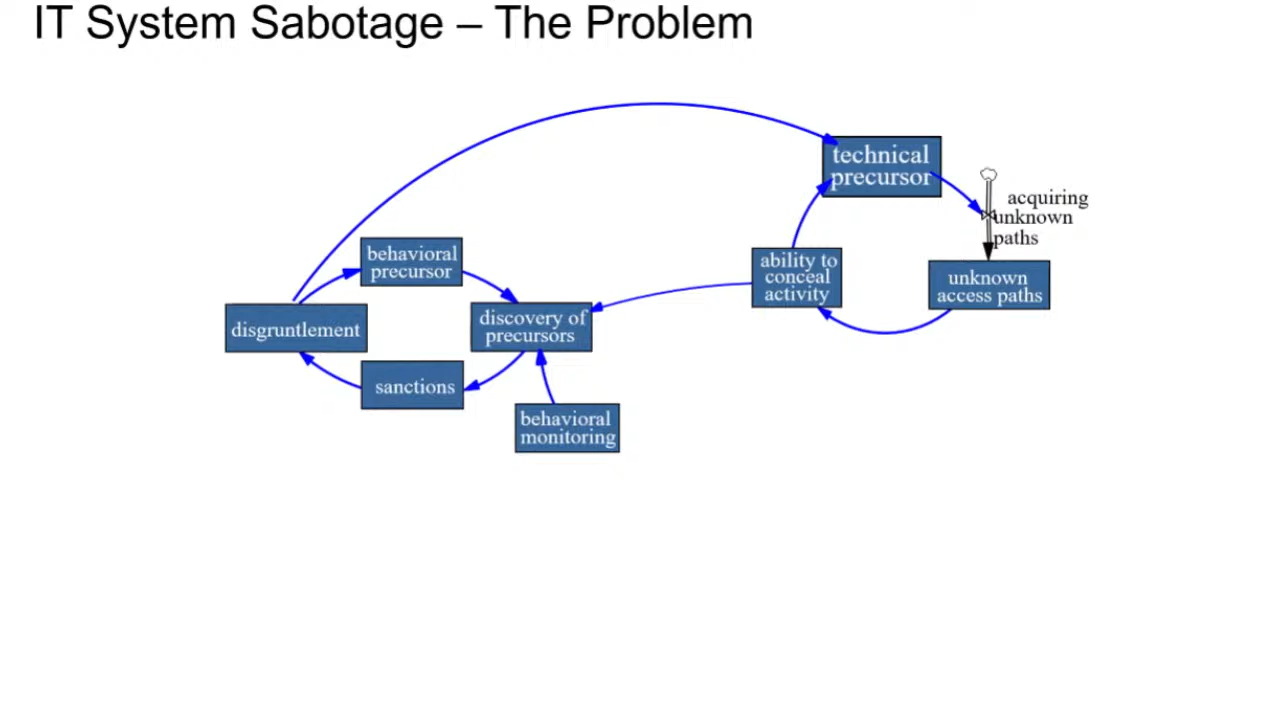 IT System Sabotage – The Problem
technical
precursor
acquiring
unknown
paths
behavioral
precursor
ability to
conceal
activity
unknown
access paths
disgruntlement
discovery of
precursors
sanctions
behavioral
monitoring